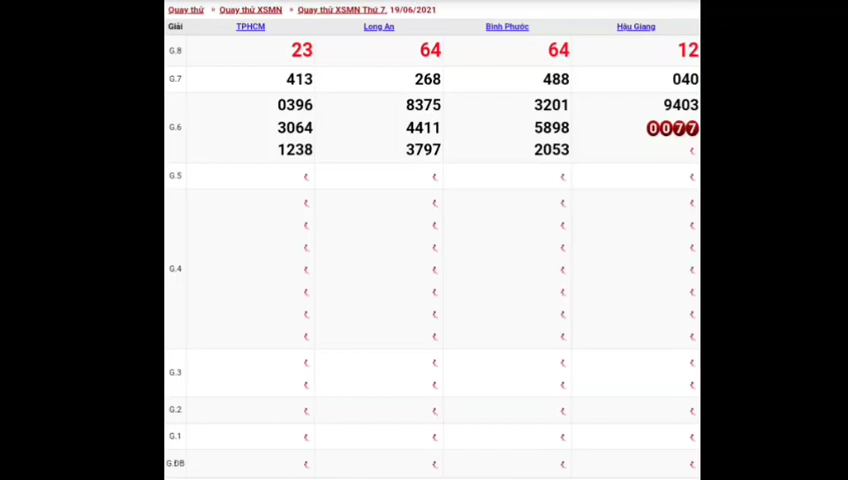 Quay thử » Quay thử XSMN » Quay thử XSMN Thứ 7, 19/06/2021
Giải TPHCM Long An Bình Phước Hậu Giang
G.8 23 64 64 12
G.7 413 268 488 040
0396 8375 3201 9403
G.6 3064 4411 5898 0077
1238 3797 2053
G.5
G.4
G.3
G.2
G.1
G.ĐB